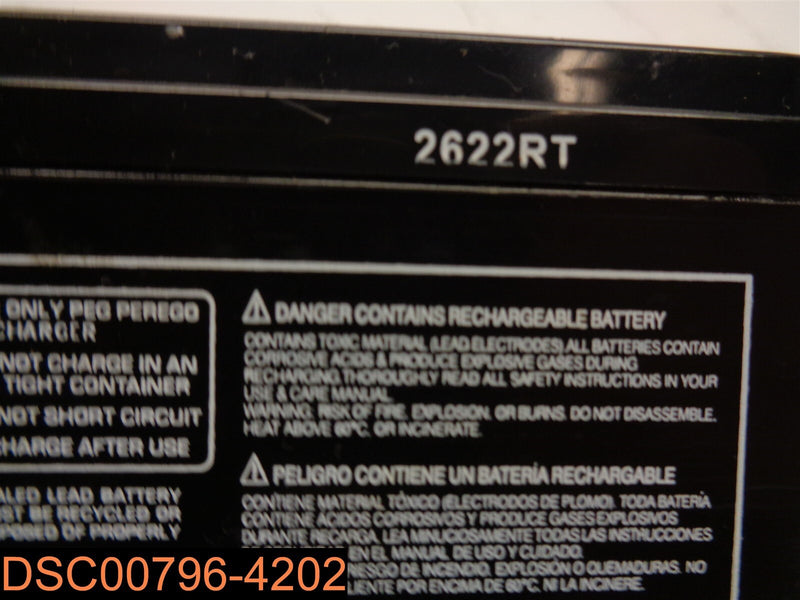 2622RT
ONLY PEG PEREGO
CHARGER
NOT CHARGE IN AN
TIGHT CONTAINER
NOT SHORT CIRCUIT
CHARGE AFTER USE
LEAD BATTERY
BE RECYCLED OR
OF PROPERLY
DANGER CONTAINS RECHARGEABLE BATTERY
CONTAINS TOXIC MATERIAL (LEAD ELECTRODES) ALL BATTERIES CONTAIN
CORROSIVE ACIDS & PRODUCE EXPLOSIVE GASES DURING
RECHARGING. THOROUGHLY READ ALL SAFETY INSTRUCTIONS IN YOUR
USE & CARE MANUAL.
WARNING. RISK OF FIRE, EXPLOSION. OR BURNS. DO NOT DISASSEMBLE.
HEAT ABOVE 60°C. OR INCINERATE.
PELIGRO CONTIENE UN BATERÍA RECHARGABLE
CONTIENE MATERIAL TÓXICO (ELECTRODOS DE PLOMO). TODA BATERÍA
CONTIENE ÁCIDOS CORROSIVOS Y PRODUCE GASES EXPLOSIVOS
DURANTE RECARGA. LEA MINUCIOSAMENTE TODAS LAS INSTRUCCIONES
EN EL MANUAL DE USO Y CUIDADO.
RIESGO DE INCENDIO, EXPLOSIÓN O QUEMADURAS. NO
CALIENTE POR ENCIMA DE 60°C. NI LA INCINERE.
DSC00796-4202